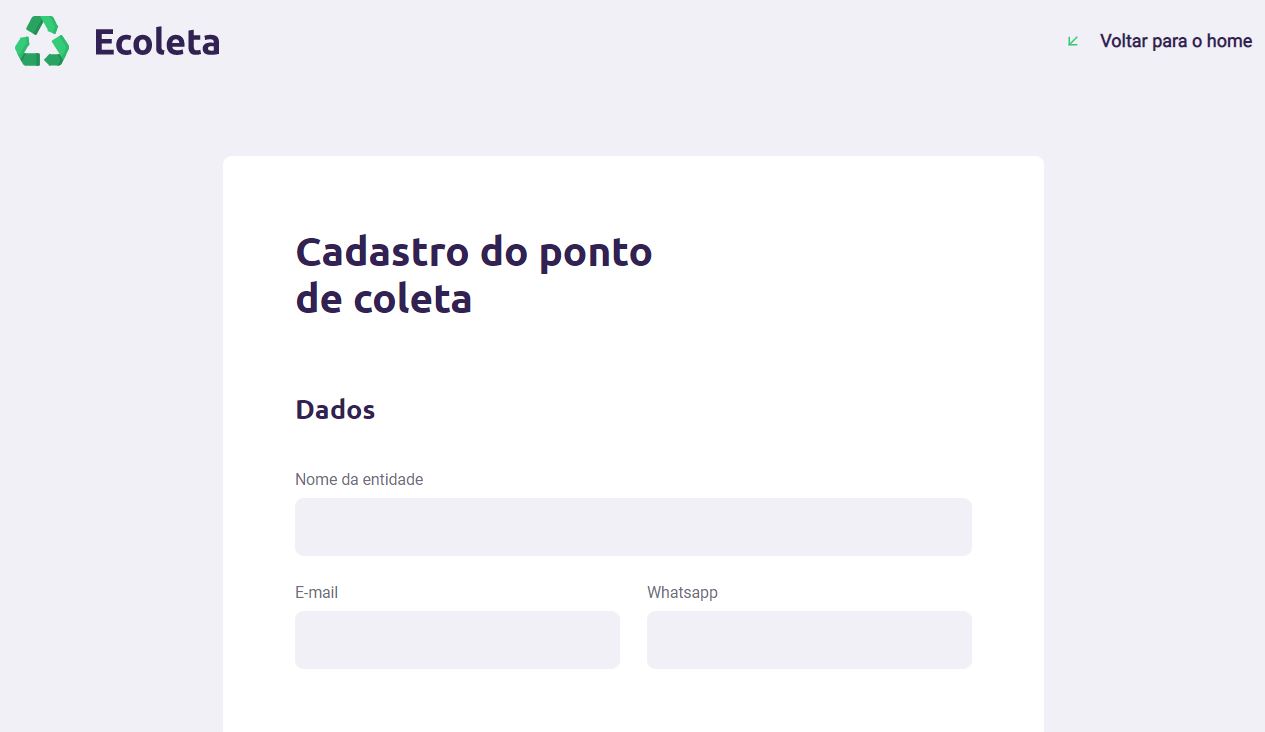 Ecoleta
Voltar para o home
Cadastro do ponto
de coleta
Dados
Nome da entidade
E-mail
Whatsapp